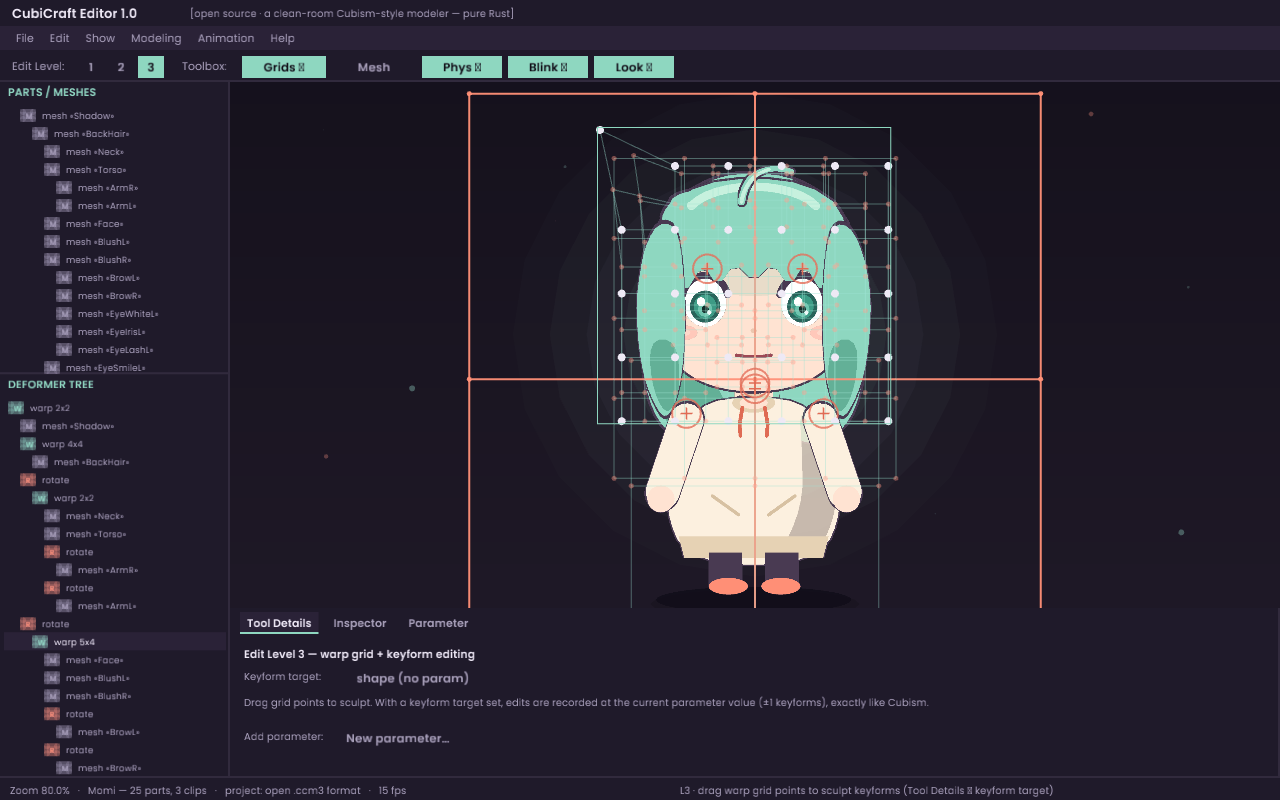 CubiCraft Editor 1.0
[open source · a clean-room Cubism-style modeler — pure Rust]
File Edit Show Modeling Animation Help
Edit Level: 1 2 3 Toolbox: Grids Mesh Phys Blink Look
PARTS / MESHES
mesh «Shadow»
mesh «BackHair»
mesh «Neck»
mesh «Torso»
mesh «ArmR»
mesh «ArmL»
mesh «Face»
mesh «BlushL»
mesh «BlushR»
mesh «BrowL»
mesh «BrowR»
mesh «EyeWhiteL»
mesh «EyeIrisL»
mesh «EyeLashL»
mesh «EyeSmileL»
DEFORMER TREE
warp 2x2
mesh «Shadow»
warp 4x4
mesh «BackHair»
rotate
warp 2x2
mesh «Neck»
mesh «Torso»
rotate
mesh «ArmR»
rotate
mesh «ArmL»
rotate
warp 5x4
mesh «Face»
mesh «BlushL»
mesh «BlushR»
rotate
mesh «BrowL»
rotate
mesh «BrowR»
Tool Details Inspector Parameter
Edit Level 3 — warp grid + keyform editing
Keyform target: shape (no param)
Drag grid points to sculpt. With a keyform target set, edits are recorded at the current parameter value (±1 keyforms), exactly like Cubism.
Add parameter: New parameter…
Zoom 80.0% · Momi — 25 parts, 3 clips · project: open .ccm3 format · 15 fps
L3 · drag warp grid points to sculpt keyforms (Tool Details keyform target)